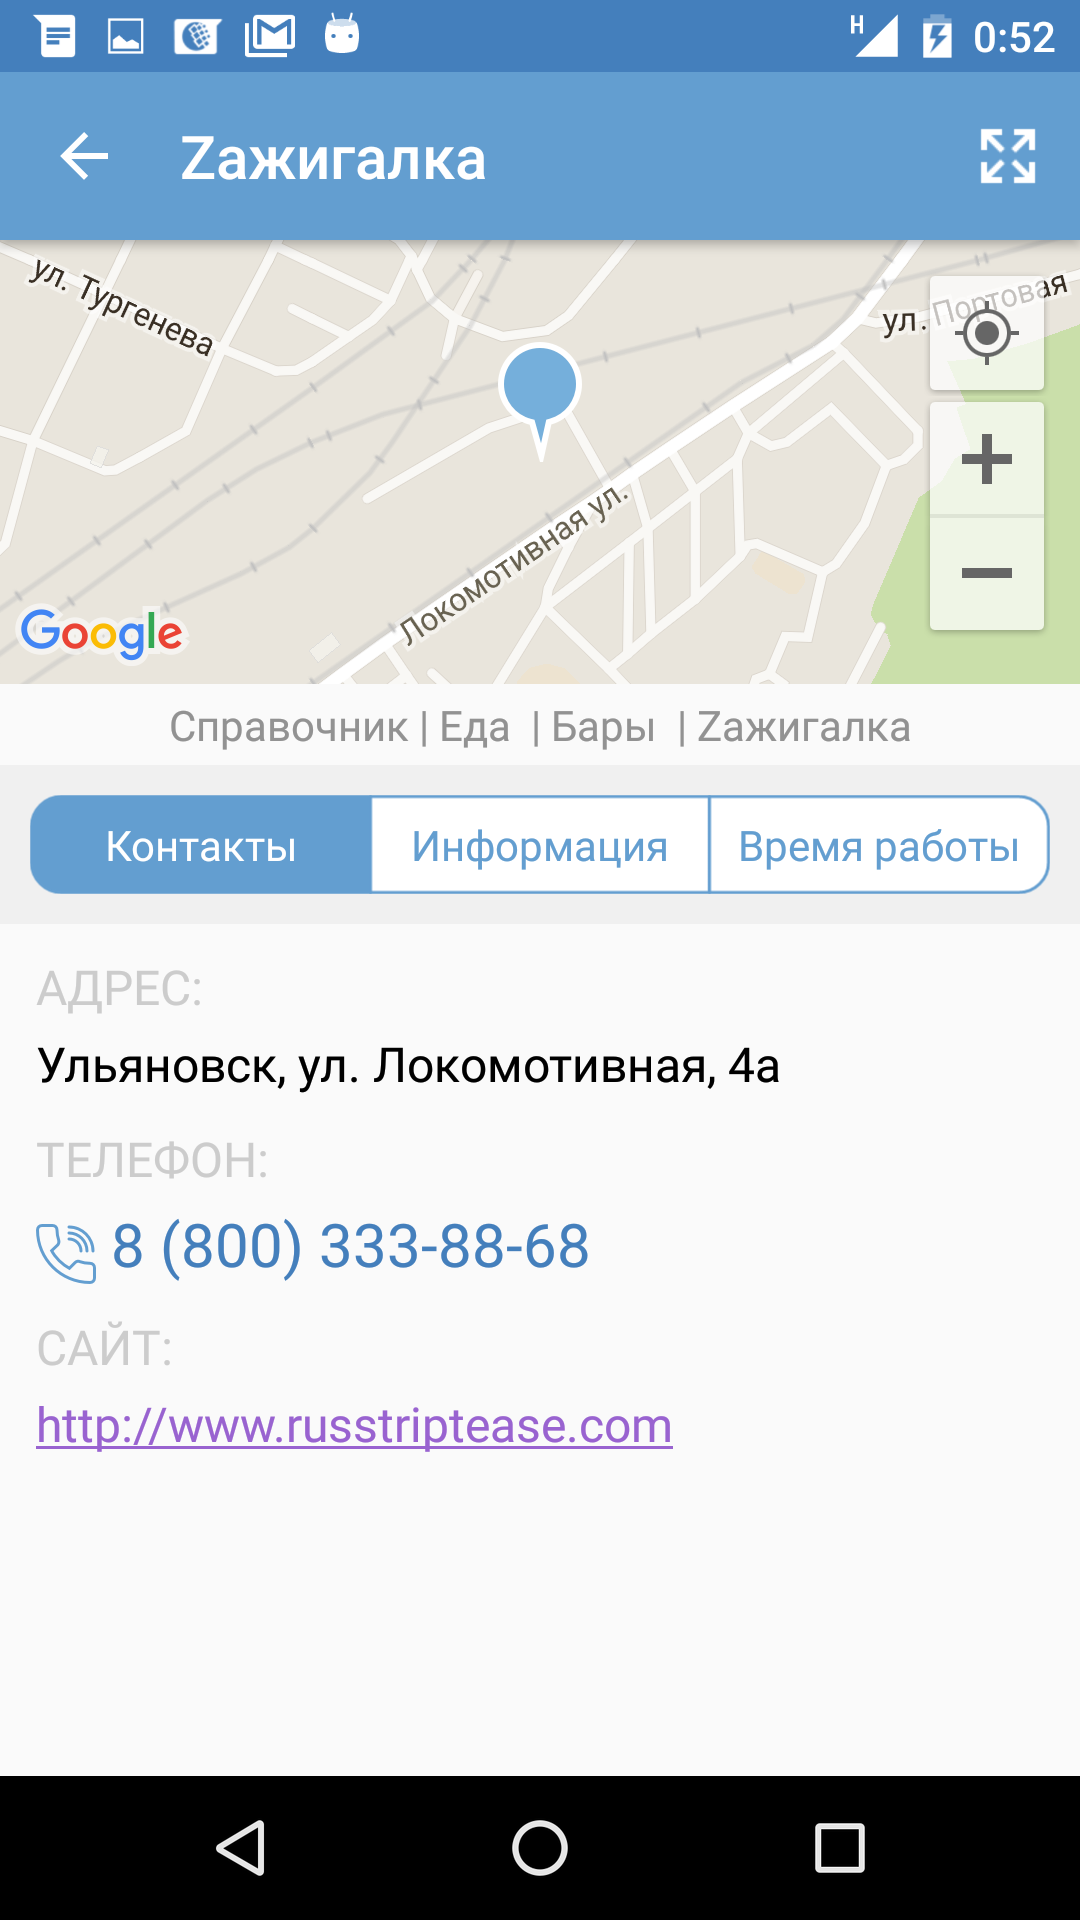 H 0:52
Zажигалка
ул. Тургенева
ул. Портовая
Локомотивная ул.
Google
Справочник | Еда | Бары | Zажигалка
Контакты Информация Время работы
АДРЕС:
Ульяновск, ул. Локомотивная, 4а
ТЕЛЕФОН:
8 (800) 333-88-68
САЙТ:
http://www.russtriptease.com